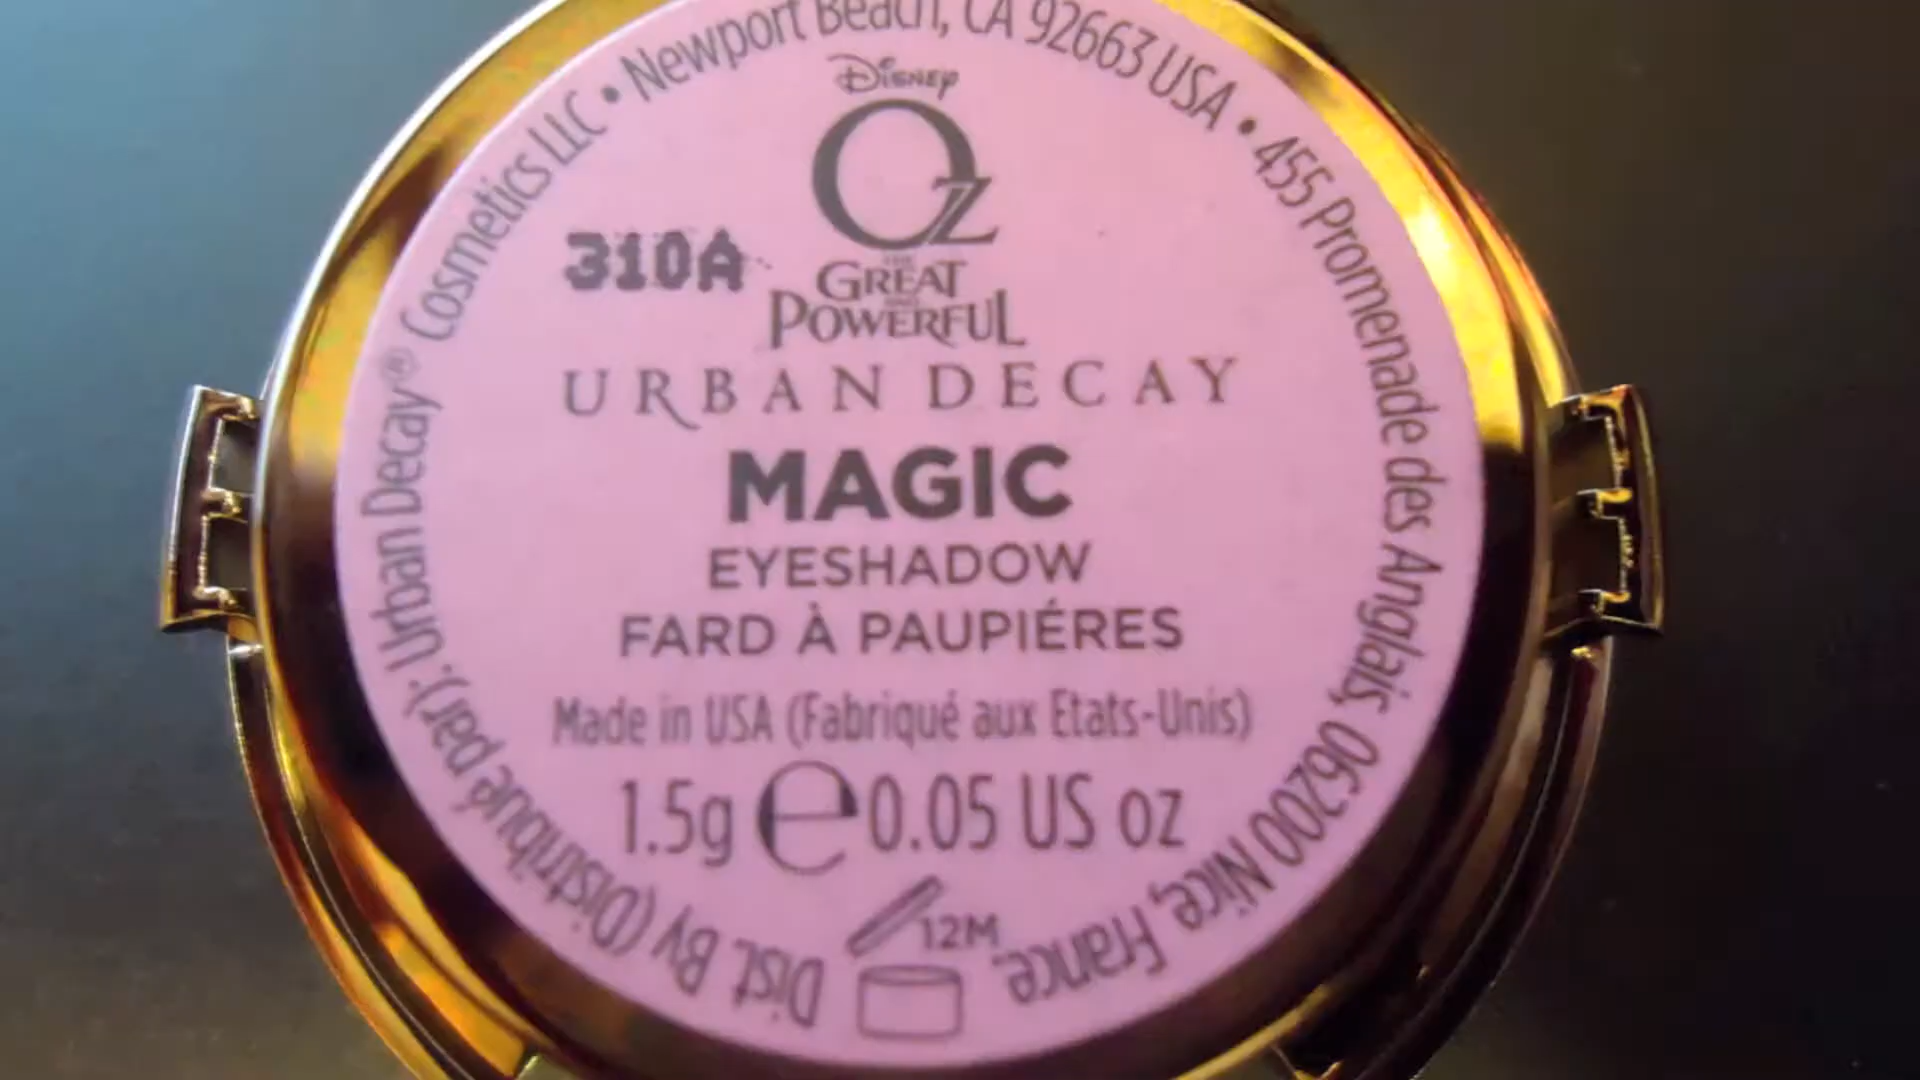 Disney
Oz
THE
GREAT
AND
POWERFUL
310A
URBAN DECAY
MAGIC
EYESHADOW
FARD À PAUPIÉRES
Made in USA (Fabriqué aux Etats-Unis)
1.5g e 0.05 US oz
12M
Dist. By (Distribué par): Urban Decay® Cosmetics LLC • Newport Beach, CA 92663 USA • 455 Promenade des Anglais, 06200 Nice, France.